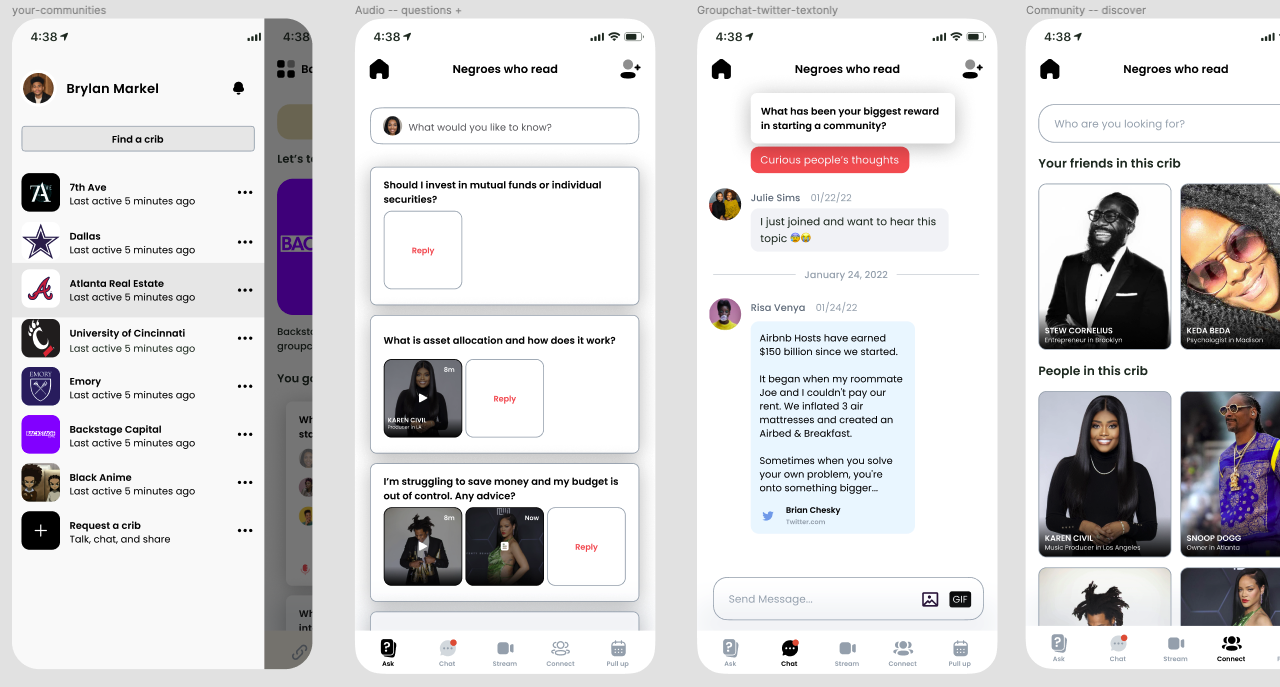 your-communities
4:38
4:38
Brylan Markel
Find a crib
7th Ave
Last active 5 minutes ago
Dallas
Last active 5 minutes ago
Atlanta Real Estate
Last active 5 minutes ago
University of Cincinnati
Last active 5 minutes ago
EMORY
Emory
Last active 5 minutes ago
BACKSTAGE
Backstage Capital
Last active 5 minutes ago
Black Anime
Last active 5 minutes ago
Request a crib
Talk, chat, and share
Ba
Let's t
BAC
Backsto
groupc
You go
Wh
sta
Wh
int
Audio -- questions +
4:38
Negroes who read
What would you like to know?
Should I invest in mutual funds or individual
securities?
Reply
What is asset allocation and how does it work?
8m
KAREN CIVIL
Producer in LA
Reply
I'm struggling to save money and my budget is
out of control. Any advice?
8m
Now
Reply
Ask
Chat
Stream
Connect
Pull up
Groupchat-twitter-textonly
4:38
Negroes who read
What has been your biggest reward
in starting a community?
Curious people's thoughts
Julie Sims 01/22/22
I just joined and want to hear this
topic 😨😭
January 24, 2022
Risa Venya 01/24/22
Airbnb Hosts have earned
$150 billion since we started.
It began when my roommate
Joe and I couldn't pay our
rent. We inflated 3 air
mattresses and created an
Airbed & Breakfast.
Sometimes when you solve
your own problem, you're
onto something bigger...
Brian Chesky
Twitter.com
Send Message...
GIF
Ask
Chat
Stream
Connect
Pull up
Community -- discover
4:38
Negroes who read
Who are you looking for?
Your friends in this crib
STEW CORNELIUS
Entrepreneur in Brooklyn
KEDA BEDA
Psychologist in Madison
People in this crib
KAREN CIVIL
Music Producer in Los Angeles
SNOOP DOGG
Owner in Atlanta
Ask
Chat
Stream
Connect
P